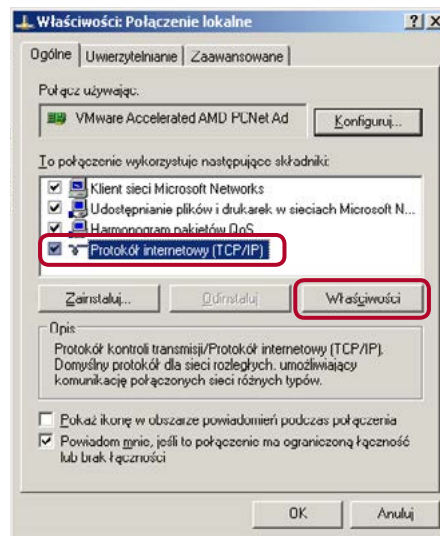 Właściwości: Połączenie lokalne
Ogólne Uwierzytelnianie Zaawansowane
Połącz używając:
VMware Accelerated AMD PCNet Ad Konfiguruj...
To połączenie wykorzystuje następujące składniki:
Klient sieci Microsoft Networks
Udostępnianie plików i drukarek w sieciach Microsoft N...
Harmonogram pakietów QoS
Protokół internetowy (TCP/IP)
Zainstaluj... Odinstaluj Właściwości
Opis
Protokół kontroli transmisji/Protokół internetowy (TCP/IP).
Domyślny protokół dla sieci rozległych, umożliwiający
komunikację połączonych sieci różnych typów.
Pokaż ikonę w obszarze powiadomień podczas połączenia
Powiadom mnie, jeśli to połączenie ma ograniczoną łączność
lub brak łączności
OK Anuluj